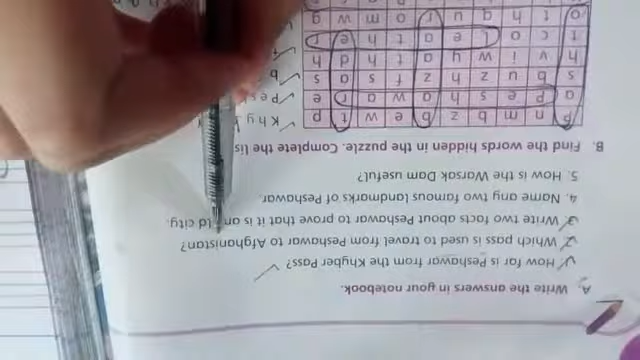 A. Write the answers in your notebook.
1. How far is Peshawar from the Khyber Pass?
2. Which pass is used to travel from Peshawar to Afghanistan?
3. Write two facts about Peshawar to prove that it is an old city.
4. Name any two famous landmarks of Peshawar.
5. How is the Warsak Dam useful?
B. Find the words hidden in the puzzle. Complete the lis
p n m b z b e w t p Khy
a p e s h a w a r e Pesh
s b u z h z f s a s b
h v i w y a t h d h
t c a l e a t h e r
o t h q u r o m w g